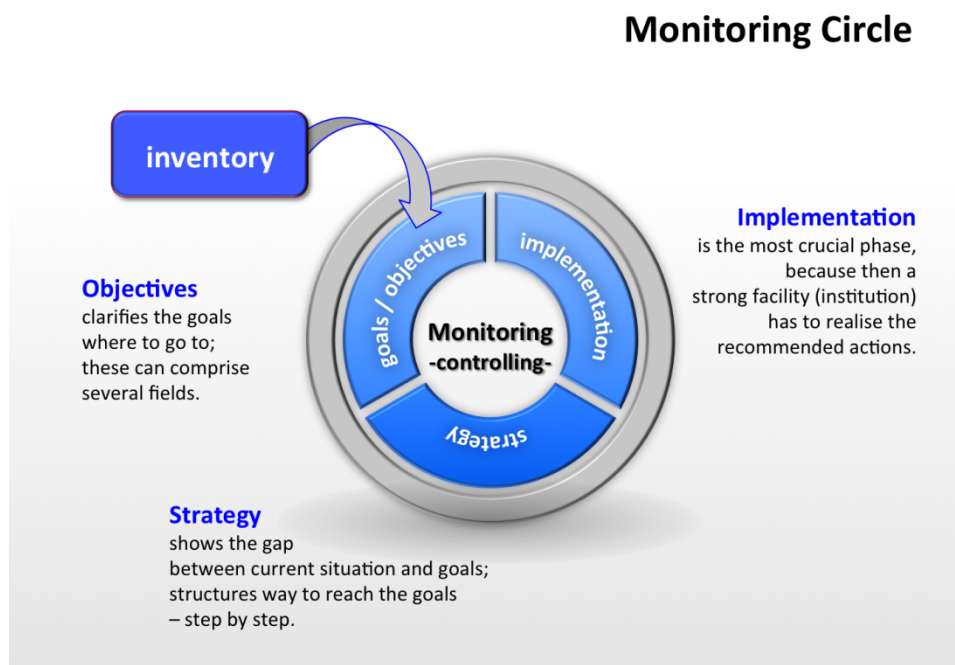 Monitoring Circle
inventory
goals / objectives
implementation
strategy
Monitoring
-controlling-
Objectives
clarifies the goals
where to go to;
these can comprise
several fields.
Implementation
is the most crucial phase,
because then a
strong facility (institution)
has to realise the
recommended actions.
Strategy
shows the gap
between current situation and goals;
structures way to reach the goals
– step by step.